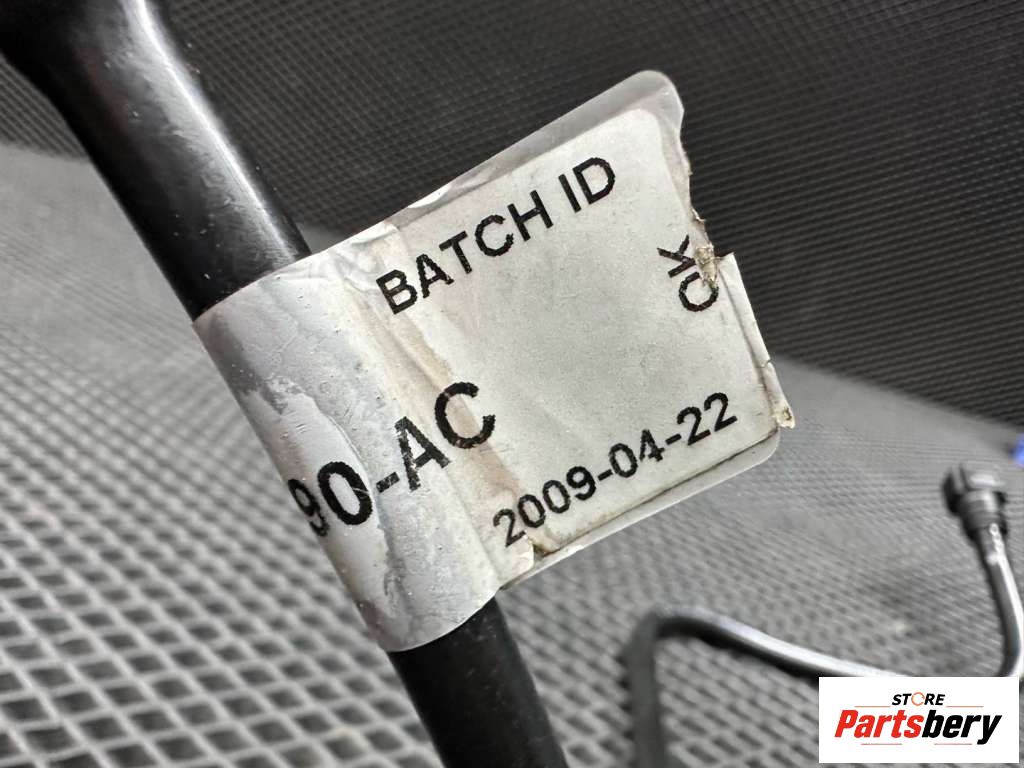 BATCH ID
OK
90-AC
2009-04-22
STORE
Partsbery